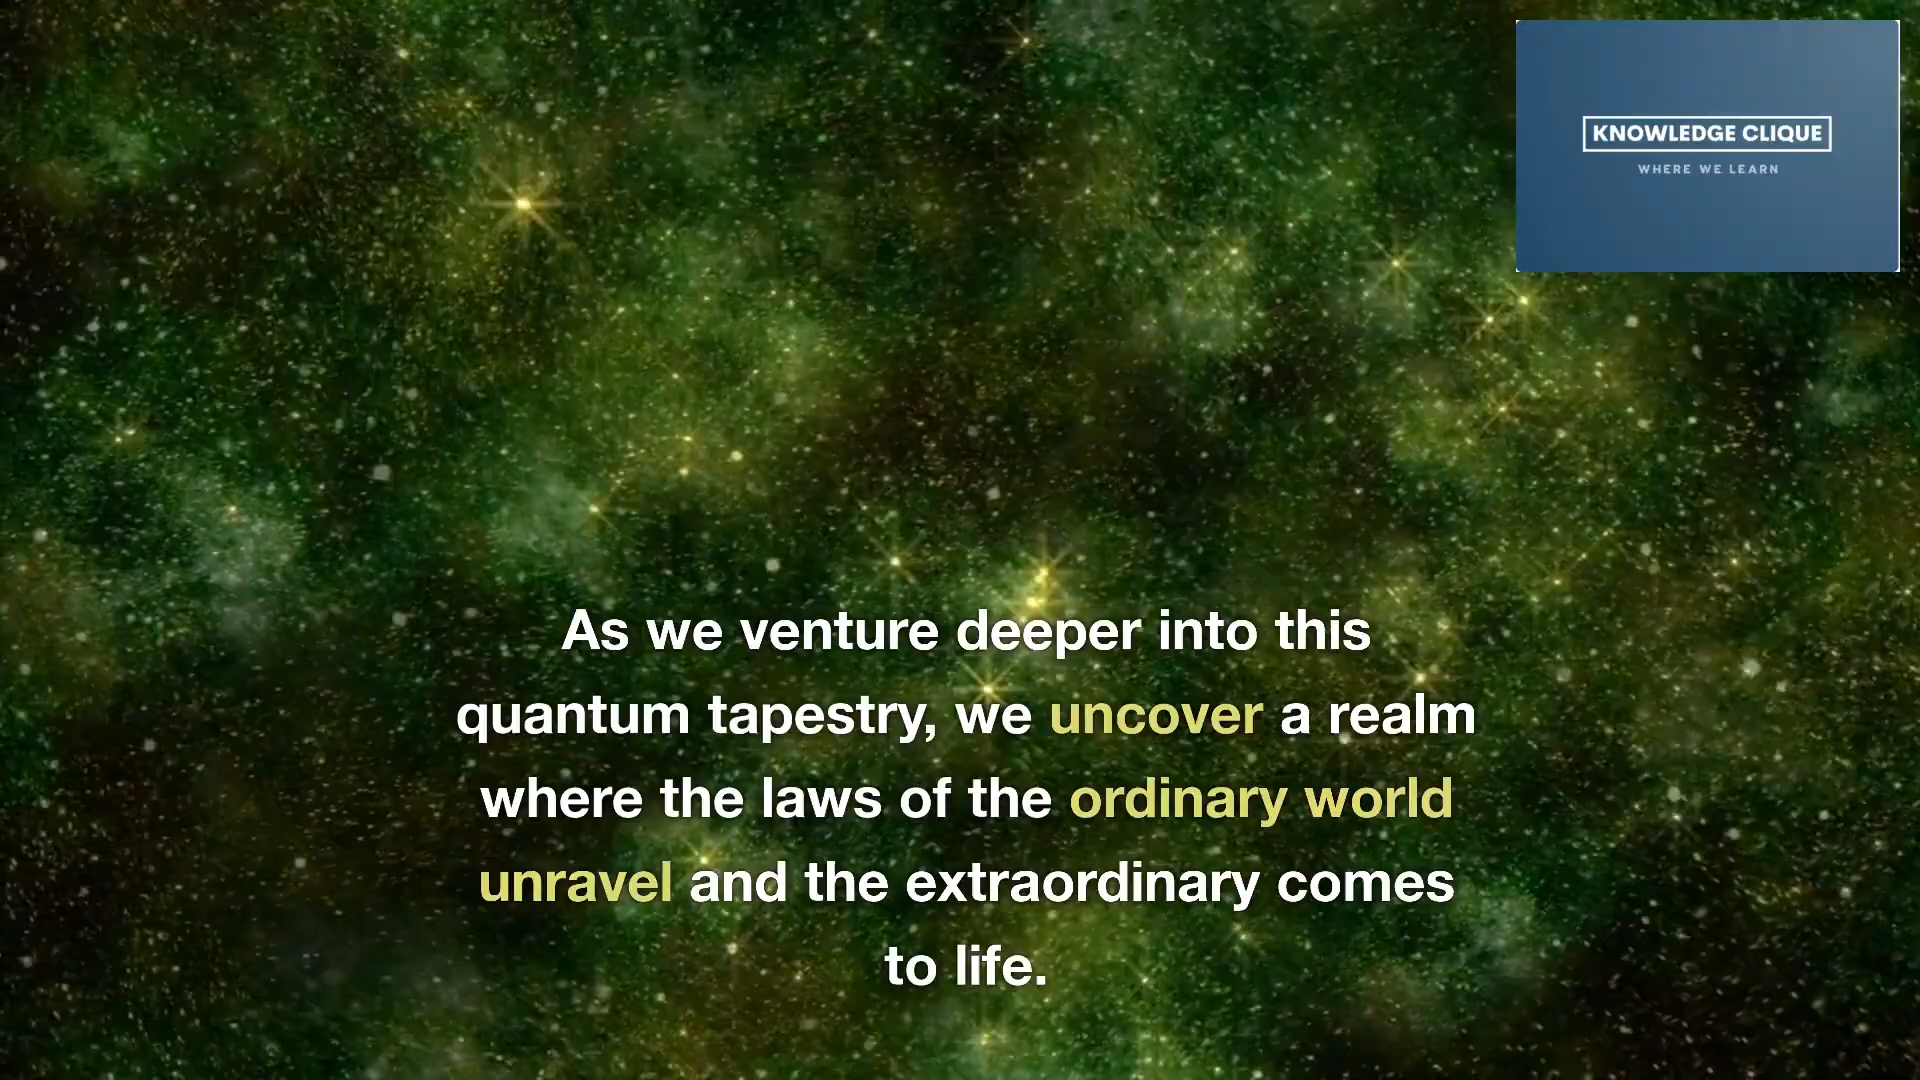 KNOWLEDGE CLIQUE
WHERE WE LEARN
As we venture deeper into this
quantum tapestry, we uncover a realm
where the laws of the ordinary world
unravel and the extraordinary comes
to life.